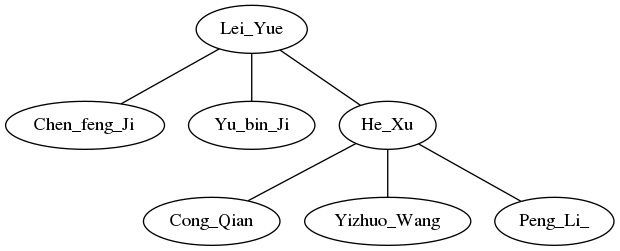 Lei_Yue
Chen_feng_Ji
Yu_bin_Ji
He_Xu
Cong_Qian
Yizhuo_Wang
Peng_Li_